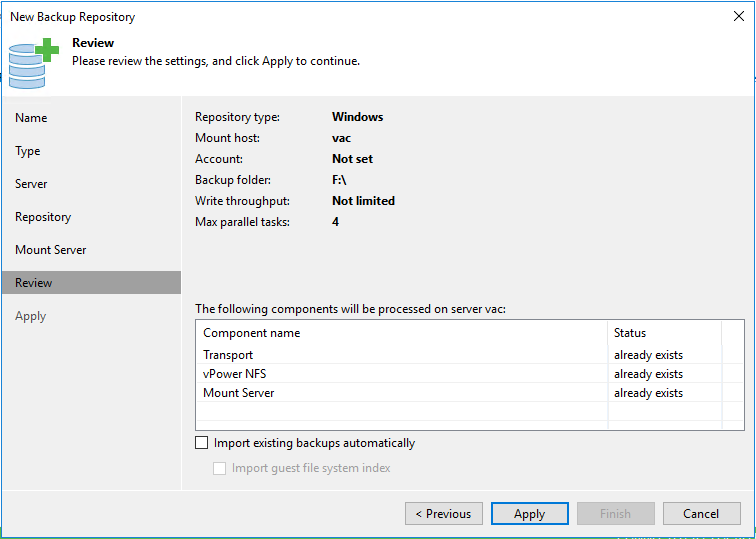 New Backup Repository
Review
Please review the settings, and click Apply to continue.
Name
Type
Server
Repository
Mount Server
Review
Apply
Repository type: Windows
Mount host: vac
Account: Not set
Backup folder: F:\
Write throughput: Not limited
Max parallel tasks: 4
The following components will be processed on server vac:
Component name Status
Transport already exists
vPower NFS already exists
Mount Server already exists
Import existing backups automatically
Import guest file system index
< Previous Apply Finish Cancel